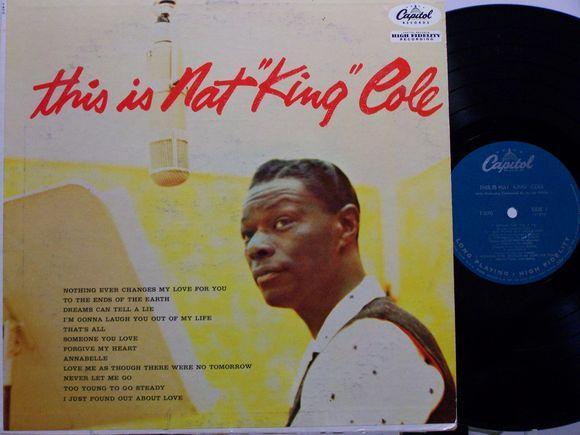 Capitol
RECORDS
HIGH FIDELITY
RECORDING
this is Nat "King" Cole
NOTHING EVER CHANGES MY LOVE FOR YOU
TO THE ENDS OF THE EARTH
DREAMS CAN TELL A LIE
I'M GONNA LAUGH YOU OUT OF MY LIFE
THAT'S ALL
SOMEONE YOU LOVE
FORGIVE MY HEART
ANNABELLE
LOVE ME AS THOUGH THERE WERE NO TOMORROW
NEVER LET ME GO
TOO YOUNG TO GO STEADY
I JUST FOUND OUT ABOUT LOVE
Capitol
THIS IS NAT "KING" COLE
SIDE 1
LONG PLAYING • HIGH FIDELITY